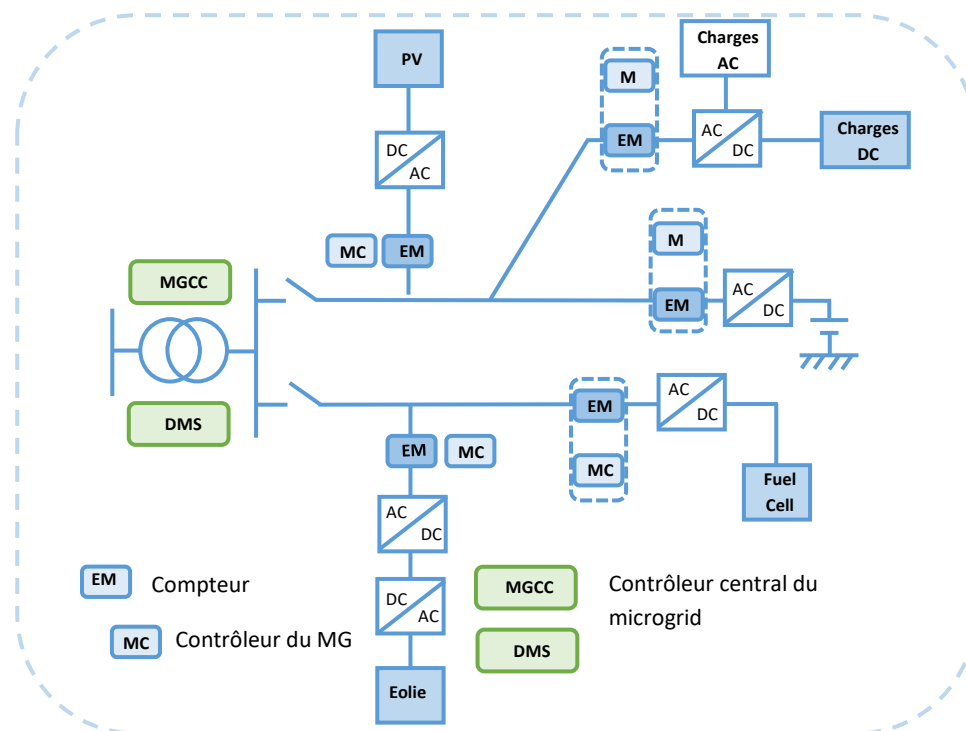 PV
DC
AC
MC
EM
M
EM
Charges
AC
AC
DC
Charges
DC
M
EM
AC
DC
MGCC
DMS
EM
MC
AC
DC
Fuel
Cell
EM
MC
AC
DC
DC
AC
Eolie
EM
Compteur
MC
Contrôleur du MG
MGCC
DMS
Contrôleur central du
microgrid